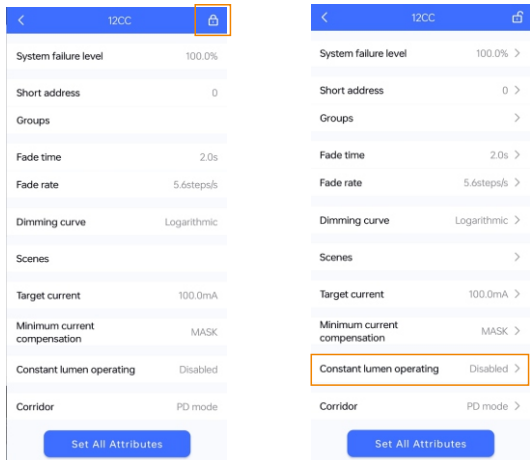 12CC
System failure level 100.0%
Short address 0
Groups
Fade time 2.0s
Fade rate 5.6steps/s
Dimming curve Logarithmic
Scenes
Target current 100.0mA
Minimum current
compensation MASK
Constant lumen operating Disabled
Corridor PD mode
Set All Attributes
12CC
System failure level 100.0%
Short address 0
Groups
Fade time 2.0s
Fade rate 5.6steps/s
Dimming curve Logarithmic
Scenes
Target current 100.0mA
Minimum current
compensation MASK
Constant lumen operating Disabled
Corridor PD mode
Set All Attributes